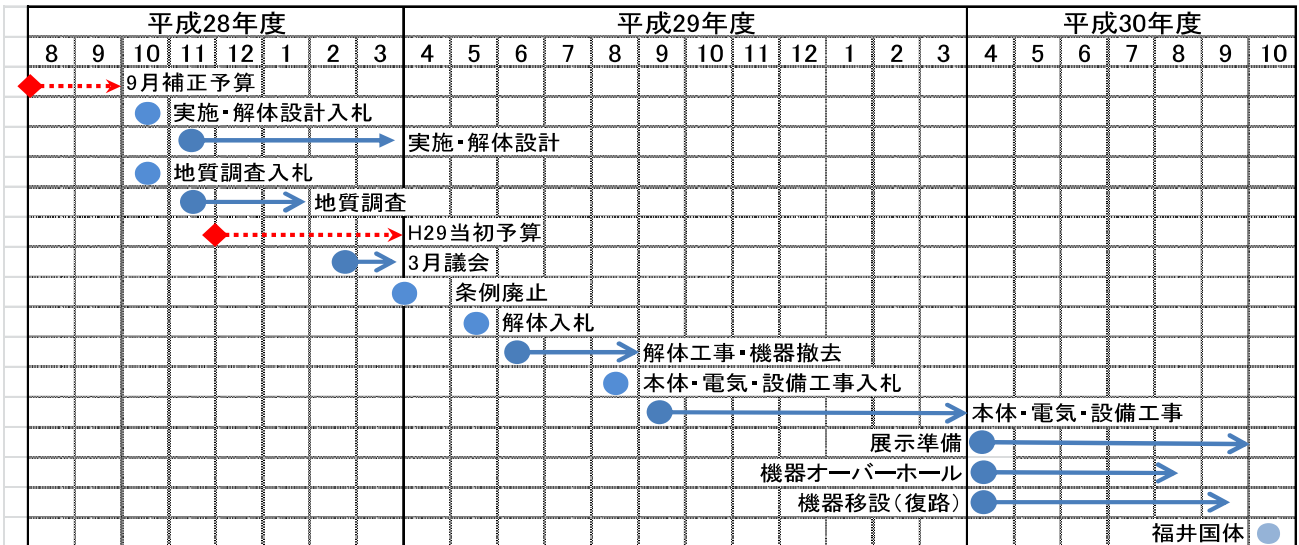 平成28年度 平成29年度 平成30年度
8 9 10 11 12 1 2 3 4 5 6 7 8 9 10 11 12 1 2 3 4 5 6 7 8 9 10
9月補正予算
実施・解体設計入札
実施・解体設計
地質調査入札
地質調査
H29当初予算
3月議会
条例廃止
解体入札
解体工事・機器撤去
本体・電気・設備工事入札
本体・電気・設備工事
展示準備
機器オーバーホール
機器移設(復路)
福井国体